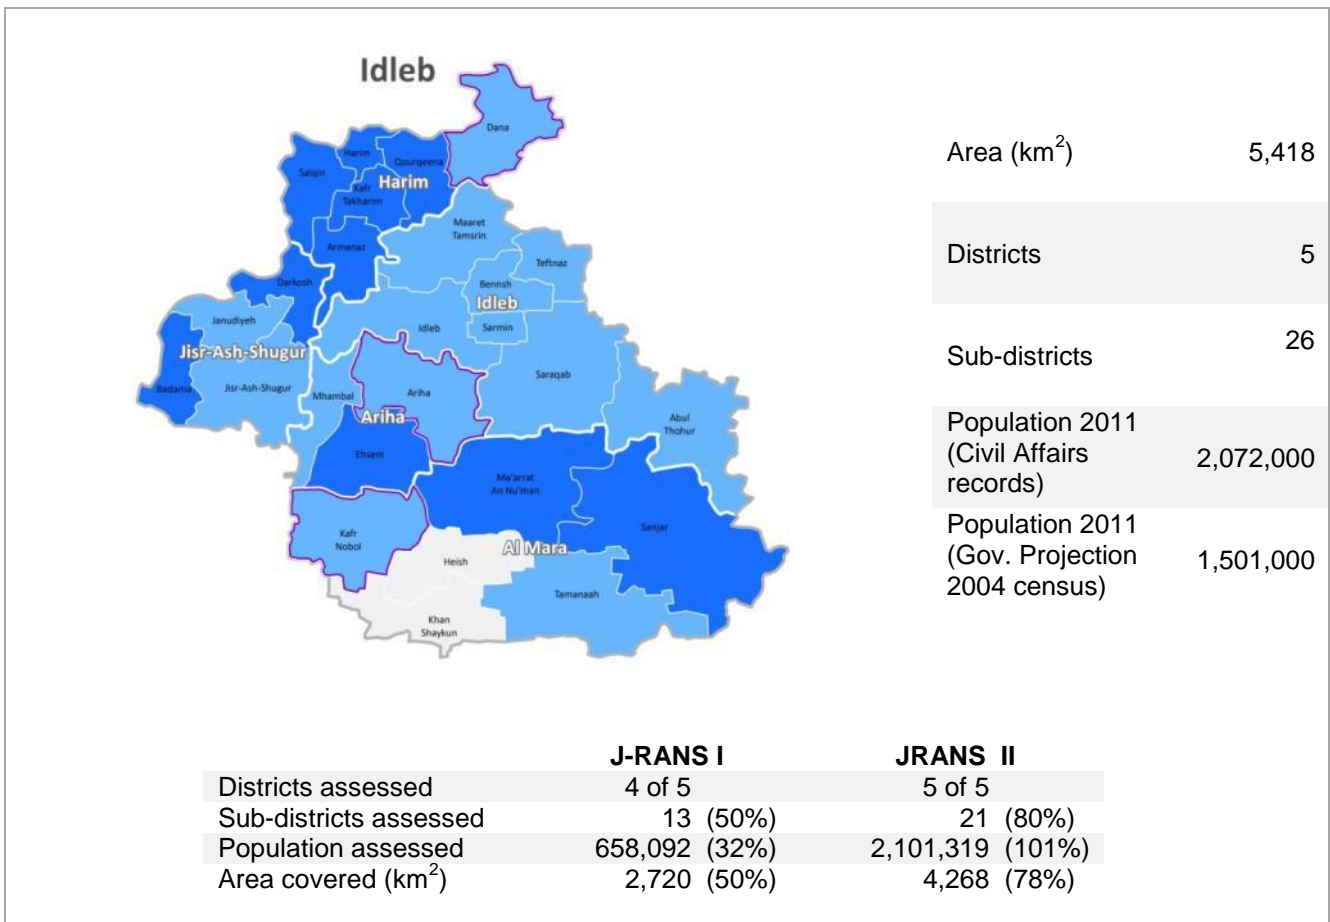 Idleb
Dana
Harim
Qourqeena
Salqin
Harim
Kafr
Takharim
Maaret
Tamsrin
Armanaz
Teftnaz
Darkosh
Bennsh
Idleb
Janudiyeh
Idleb
Sarmin
Jisr-Ash-Shugur
Saraqab
Badama
Jisr-Ash-Shugur
Mhambal
Ariha
Ariha
Abul
Thohur
Ehsem
Ma'arrat
An Nu'man
Sanjar
Kafr
Nobol
Al Mara
Heish
Tamanaah
Khan
Shaykun
Area (km²) 5,418
Districts 5
Sub-districts 26
Population 2011
(Civil Affairs
records) 2,072,000
Population 2011
(Gov. Projection
2004 census) 1,501,000
J-RANS I JRANS II
Districts assessed 4 of 5 5 of 5
Sub-districts assessed 13 (50%) 21 (80%)
Population assessed 658,092 (32%) 2,101,319 (101%)
Area covered (km²) 2,720 (50%) 4,268 (78%)